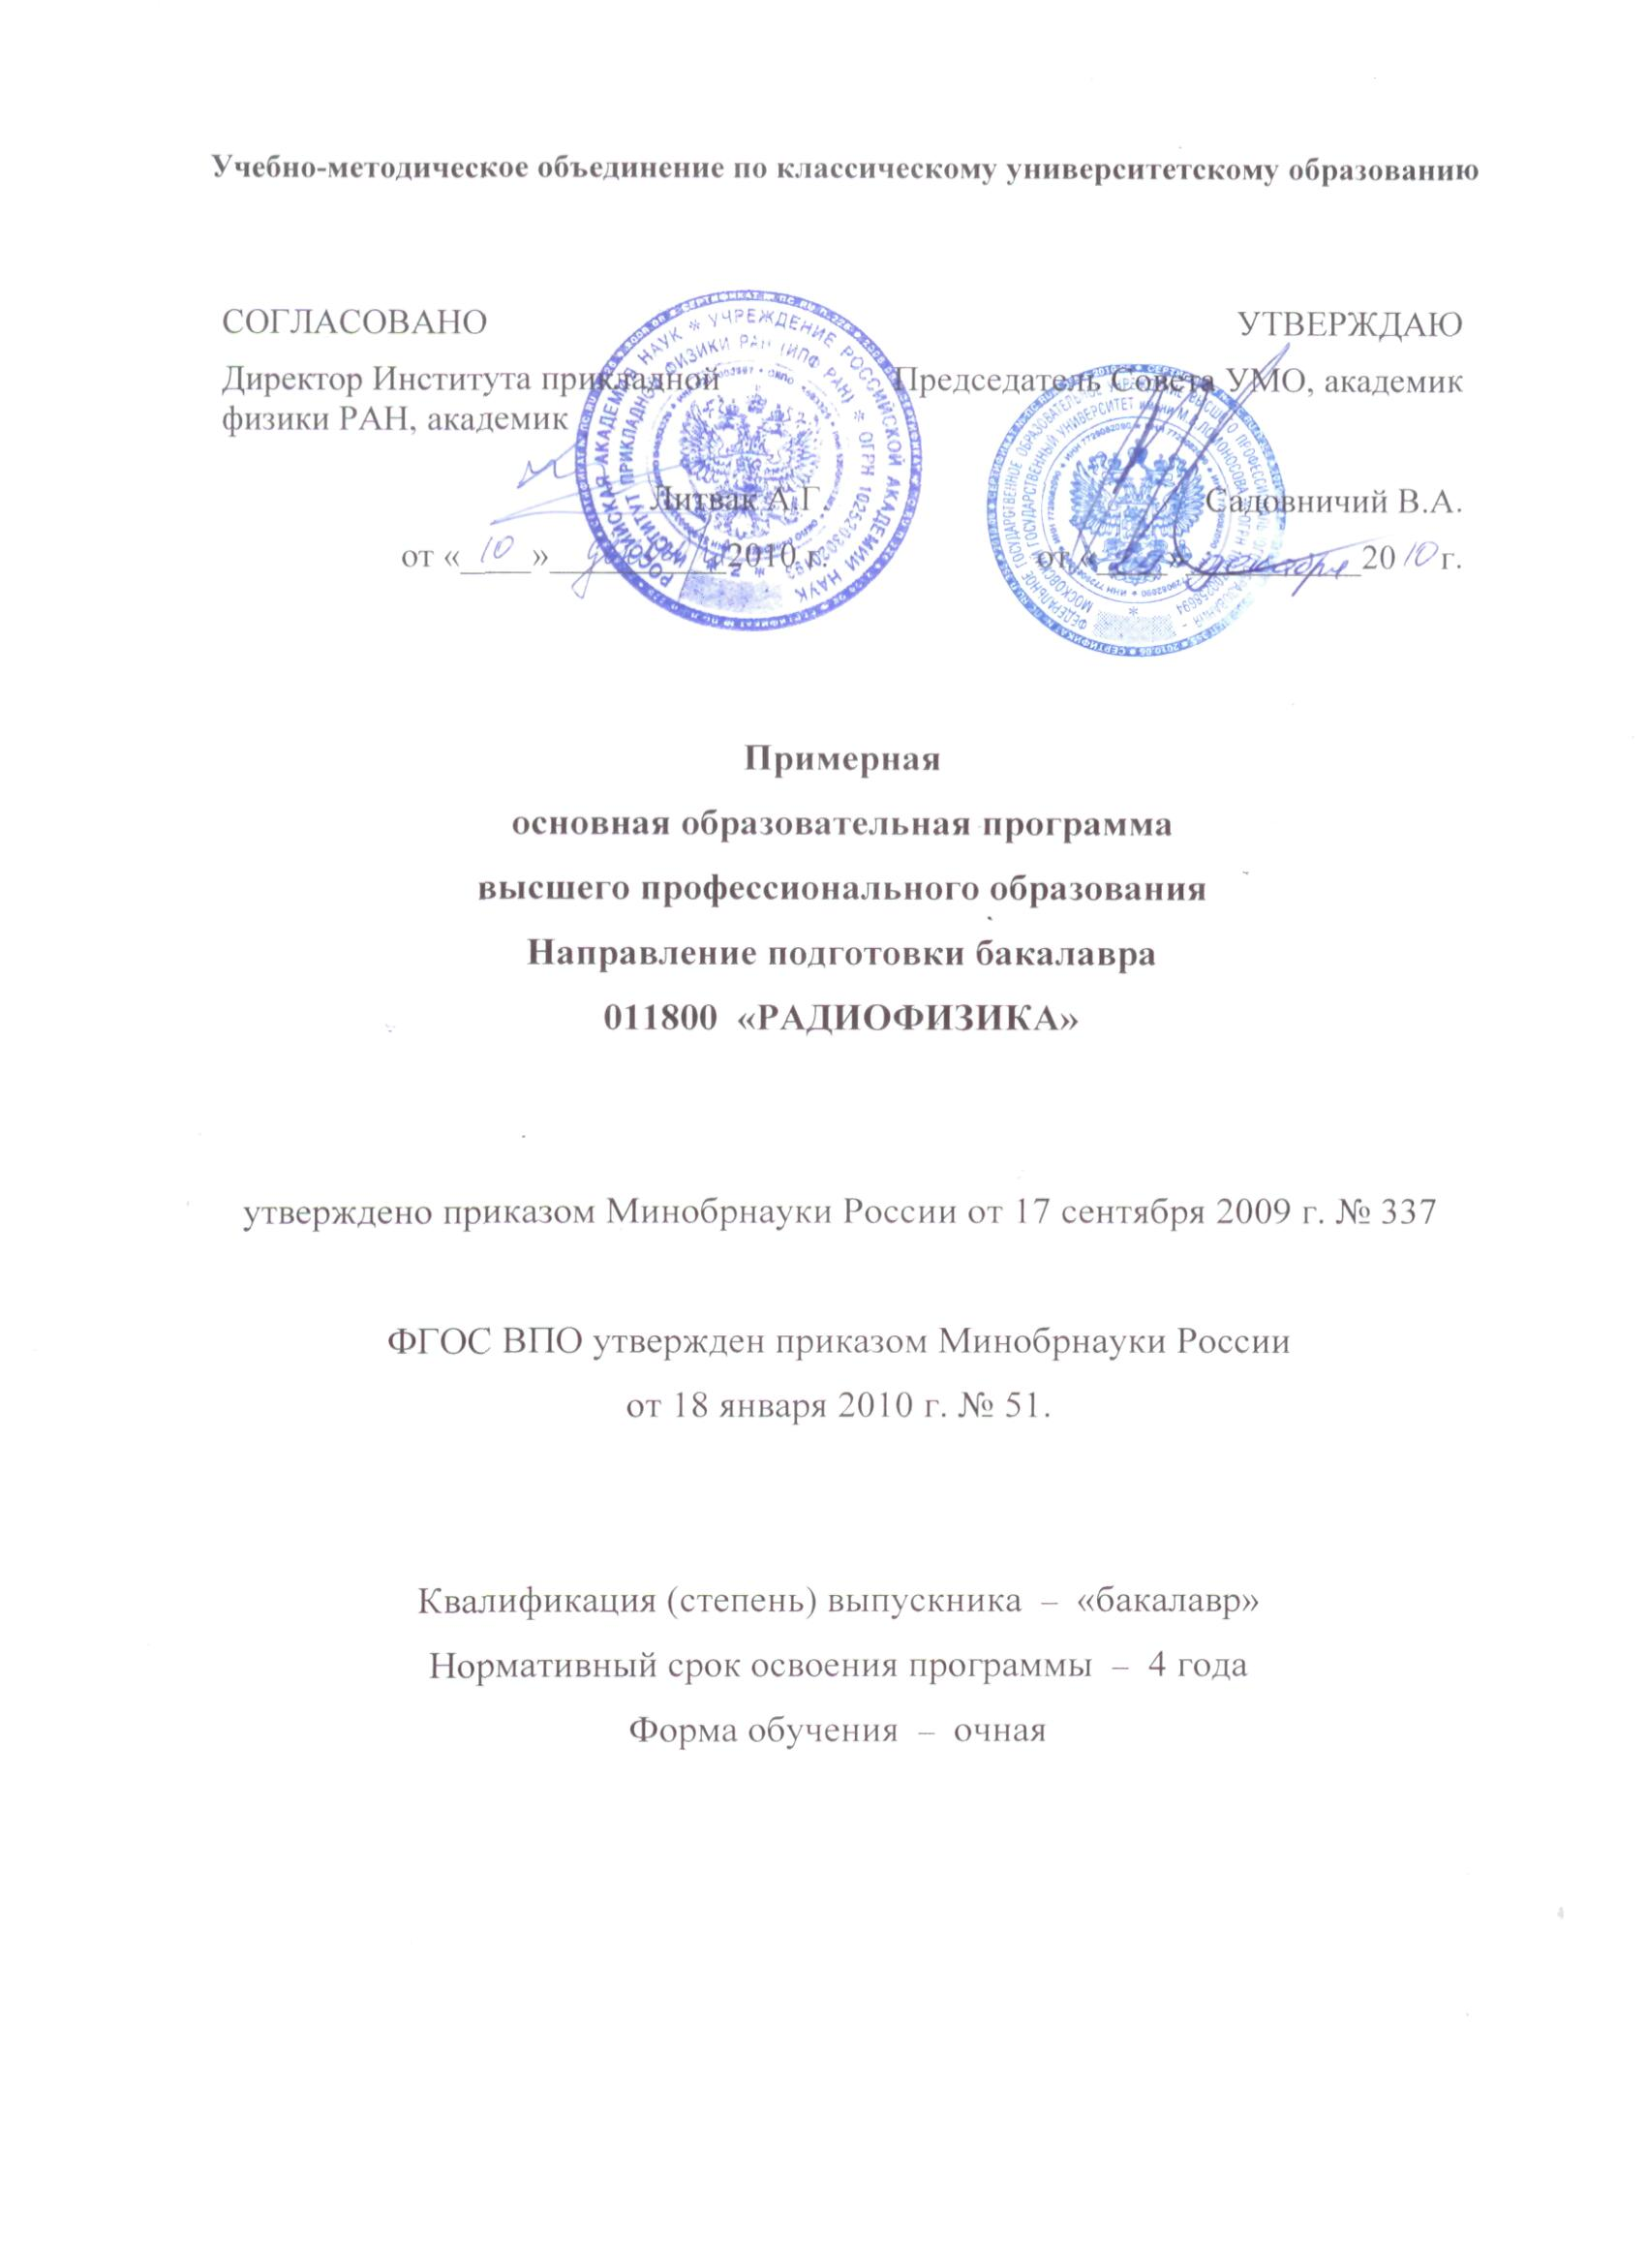 Учебно-методическое объединение по классическому университетскому образованию
СОГЛАСОВАНО
Директор Института прикладной
физики РАН, академик
Литвак А.Г.
от «10» 2010 г.
УТВЕРЖДАЮ
Председатель Совета УМО, академик
Садовничий В.А.
от « » декабря 2010 г.
Примерная
основная образовательная программа
высшего профессионального образования
Направление подготовки бакалавра
011800 «РАДИОФИЗИКА»
утверждено приказом Минобрнауки России от 17 сентября 2009 г. № 337
ФГОС ВПО утвержден приказом Минобрнауки России
от 18 января 2010 г. № 51.
Квалификация (степень) выпускника – «бакалавр»
Нормативный срок освоения программы – 4 года
Форма обучения – очная